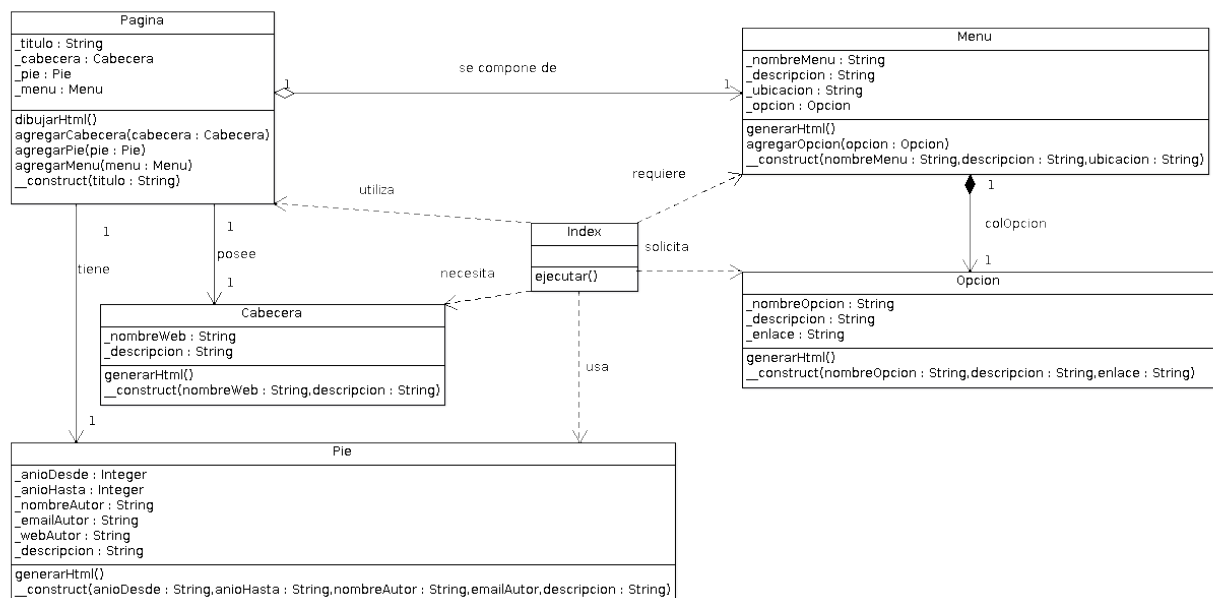 Pagina
_titulo : String
_cabecera : Cabecera
_pie : Pie
_menu : Menu
dibujarHtml()
agregarCabecera(cabecera : Cabecera)
agregarPie(pie : Pie)
agregarMenu(menu : Menu)
__construct(titulo : String)
1
se compone de
1
Menu
_nombreMenu : String
_descripcion : String
_ubicacion : String
_opcion : Opcion
generarHtml()
agregarOpcion(opcion : Opcion)
__construct(nombreMenu : String,descripcion : String,ubicacion : String)
utiliza
requiere
1
colOpcion
1
1
tiene
1
1
posee
1
Index
ejecutar()
solicita
necesita
usa
Cabecera
_nombreWeb : String
_descripcion : String
generarHtml()
__construct(nombreWeb : String,descripcion : String)
Opcion
_nombreOpcion : String
_descripcion : String
_enlace : String
generarHtml()
__construct(nombreOpcion : String,descripcion : String,enlace : String)
Pie
_anioDesde : Integer
_anioHasta : Integer
_nombreAutor : String
_emailAutor : String
_webAutor : String
_descripcion : String
generarHtml()
__construct(anioDesde : String,anioHasta : String,nombreAutor : String,emailAutor,descripcion : String)